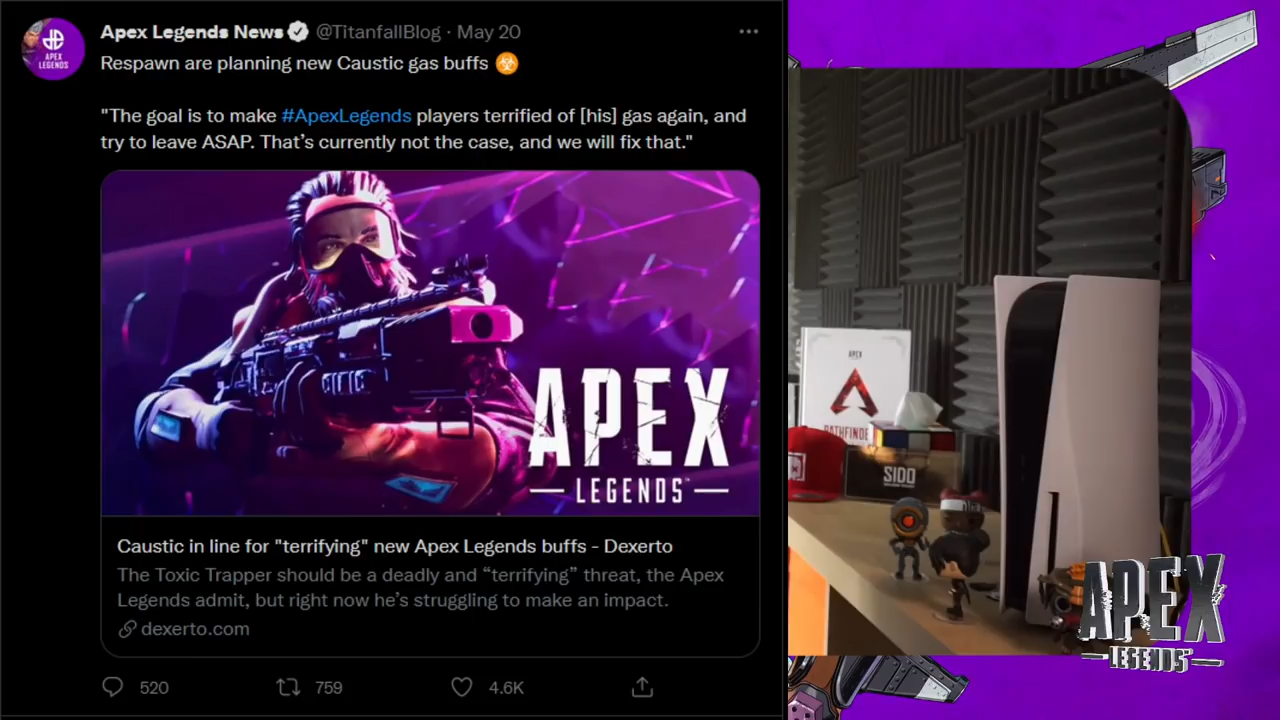 Apex Legends News @TitanfallBlog · May 20
Respawn are planning new Caustic gas buffs
"The goal is to make #ApexLegends players terrified of [his] gas again, and
try to leave ASAP. That’s currently not the case, and we will fix that."
APEX
LEGENDS
Caustic in line for "terrifying" new Apex Legends buffs - Dexerto
The Toxic Trapper should be a deadly and “terrifying” threat, the Apex
Legends admit, but right now he’s struggling to make an impact.
dexerto.com
520 759 4.6K
APEX
LEGENDS
APEX
PATHFINDE
SIDO
APEX
LEGENDS